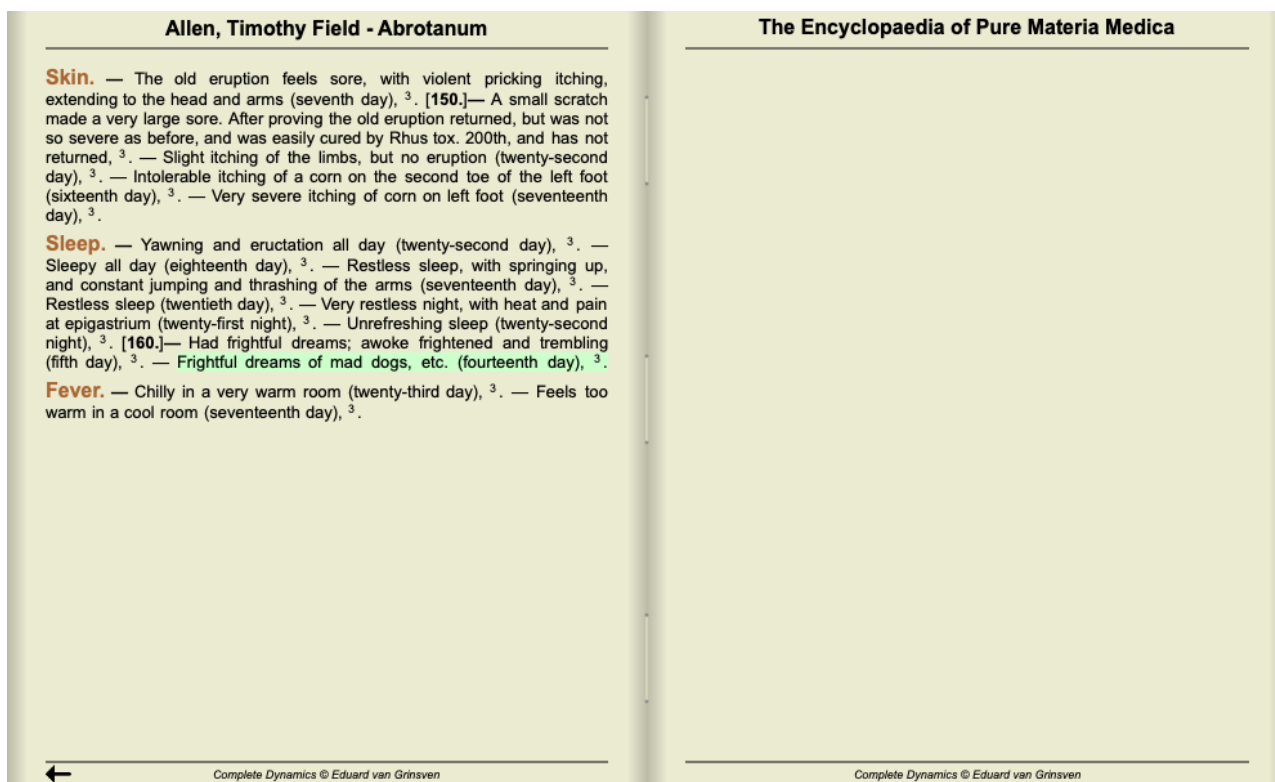 Allen, Timothy Field - Abrotanum
Skin. — The old eruption feels sore, with violent pricking itching,
extending to the head and arms (seventh day), ³. [150.]— A small scratch
made a very large sore. After proving the old eruption returned, but was not
so severe as before, and was easily cured by Rhus tox. 200th, and has not
returned, ³. — Slight itching of the limbs, but no eruption (twenty-second
day), ³. — Intolerable itching of a corn on the second toe of the left foot
(sixteenth day), ³. — Very severe itching of corn on left foot (seventeenth
day), ³.
Sleep. — Yawning and eructation all day (twenty-second day), ³. —
Sleepy all day (eighteenth day), ³. — Restless sleep, with springing up,
and constant jumping and thrashing of the arms (seventeenth day), ³. —
Restless sleep (twentieth day), ³. — Very restless night, with heat and pain
at epigastrium (twenty-first night), ³. — Unrefreshing sleep (twenty-second
night), ³. [160.]— Had frightful dreams; awoke frightened and trembling
(fifth day), ³. — Frightful dreams of mad dogs, etc. (fourteenth day), ³.
Fever. — Chilly in a very warm room (twenty-third day), ³. — Feels too
warm in a cool room (seventeenth day), ³.
Complete Dynamics © Eduard van Grinsven
The Encyclopaedia of Pure Materia Medica
Complete Dynamics © Eduard van Grinsven